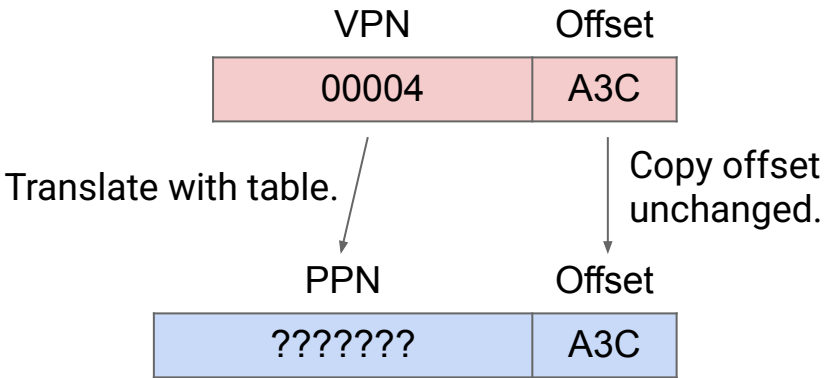 VPN Offset
00004 A3C
Translate with table.
Copy offset
unchanged.
PPN Offset
??????? A3C